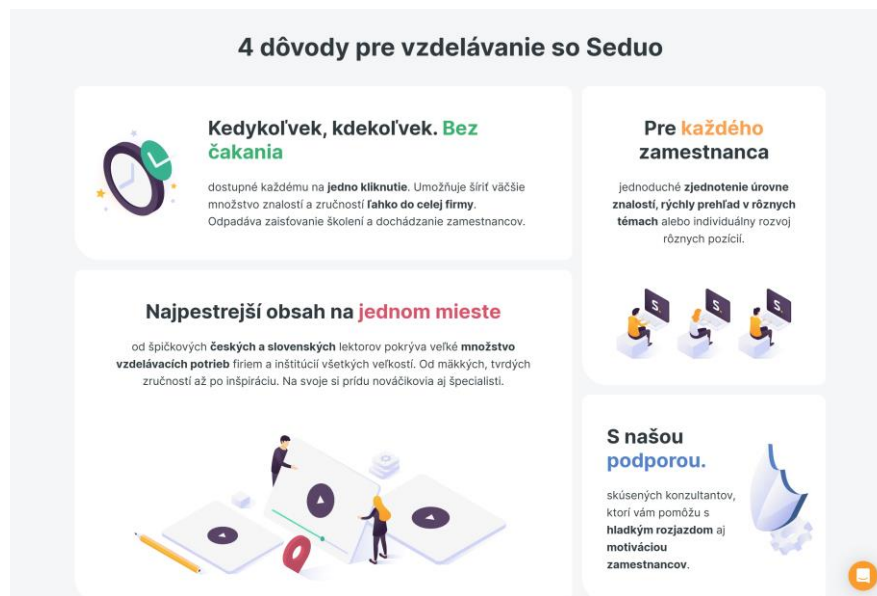 4 dôvody pre vzdelávanie so Seduo
Kedykoľvek, kdekoľvek. Bez
čakania
dostupné každému na jedno kliknutie. Umožňuje šíriť väčšie
množstvo znalostí a zručností ľahko do celej firmy.
Odpadáva zaisťovanie školení a dochádzanie zamestnancov.
Pre každého
zamestnanca
jednoduché zjednotenie úrovne
znalostí, rýchly prehľad v rôznych
témach alebo individuálny rozvoj
rôznych pozícií.
S.
S.
S.
Najpestrejší obsah na jednom mieste
od špičkových českých a slovenských lektorov pokrýva veľké množstvo
vzdelávacích potrieb firiem a inštitúcií všetkých veľkostí. Od mäkkých, tvrdých
zručností až po inšpiráciu. Na svoje si prídu nováčikovia aj špecialisti.
S našou
podporou.
skúsených konzultantov,
ktorí vám pomôžu s
hladkým rozjazdom aj
motiváciou
zamestnancov.